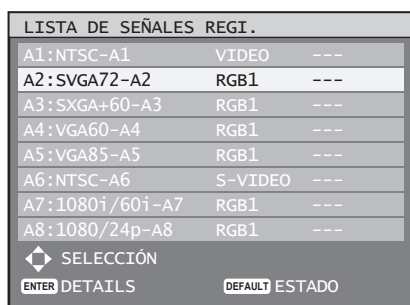 LISTA DE SEÑALES REGI.
A1:NTSC-A1 VIDEO ---
A2:SVGA72-A2 RGB1 ---
A3:SXGA+60-A3 RGB1 ---
A4:VGA60-A4 RGB1 ---
A5:VGA85-A5 RGB1 ---
A6:NTSC-A6 S-VIDEO ---
A7:1080i/60i-A7 RGB1 ---
A8:1080/24p-A8 RGB1 ---
SELECCIÓN
ENTER DETAILS DEFAULT ESTADO